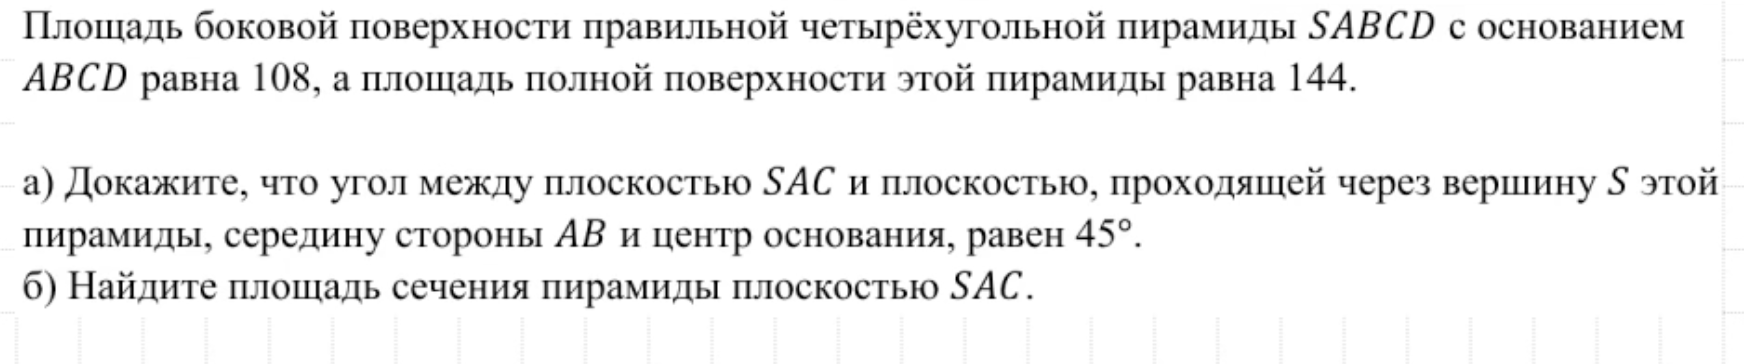 Площадь боковой поверхности правильной четырёхугольной пирамиды SABCD с основанием
ABCD равна 108, а площадь полной поверхности этой пирамиды равна 144.
а) Докажите, что угол между плоскостью SAC и плоскостью, проходящей через вершину S этой
пирамиды, середину стороны AB и центр основания, равен 45°.
б) Найдите площадь сечения пирамиды плоскостью SAC.